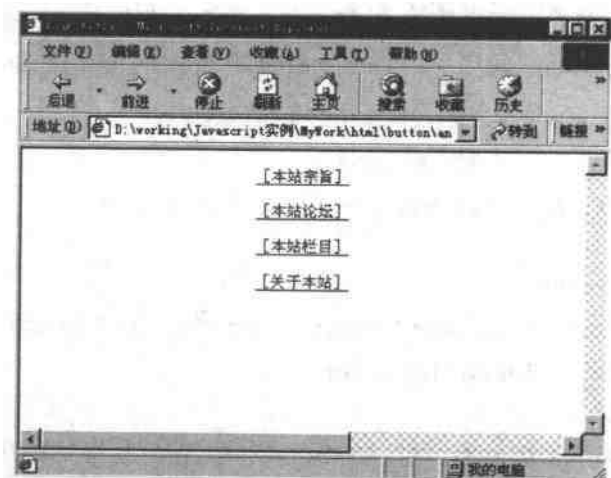 文件(F) 编辑(E) 查看(V) 收藏(A) 工具(T) 帮助(H)
后退 前进 停止 刷新 主页 搜索 收藏 历史 »
地址(D) D:\working\Javascript实例\MyWork\html\button\an 转到 链接 »
[本站宗旨]
[本站论坛]
[本站栏目]
[关于本站]
我的电脑